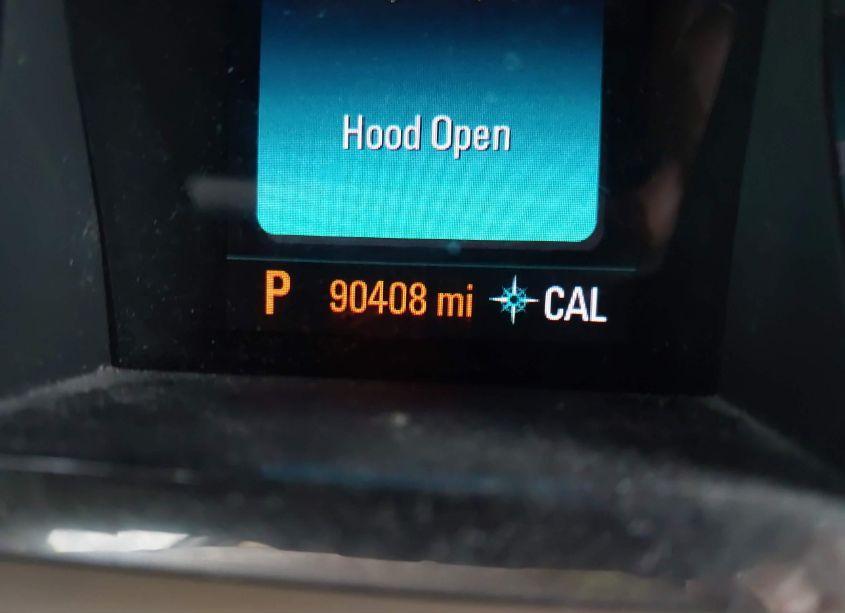 Hood Open
P 90408 mi CAL